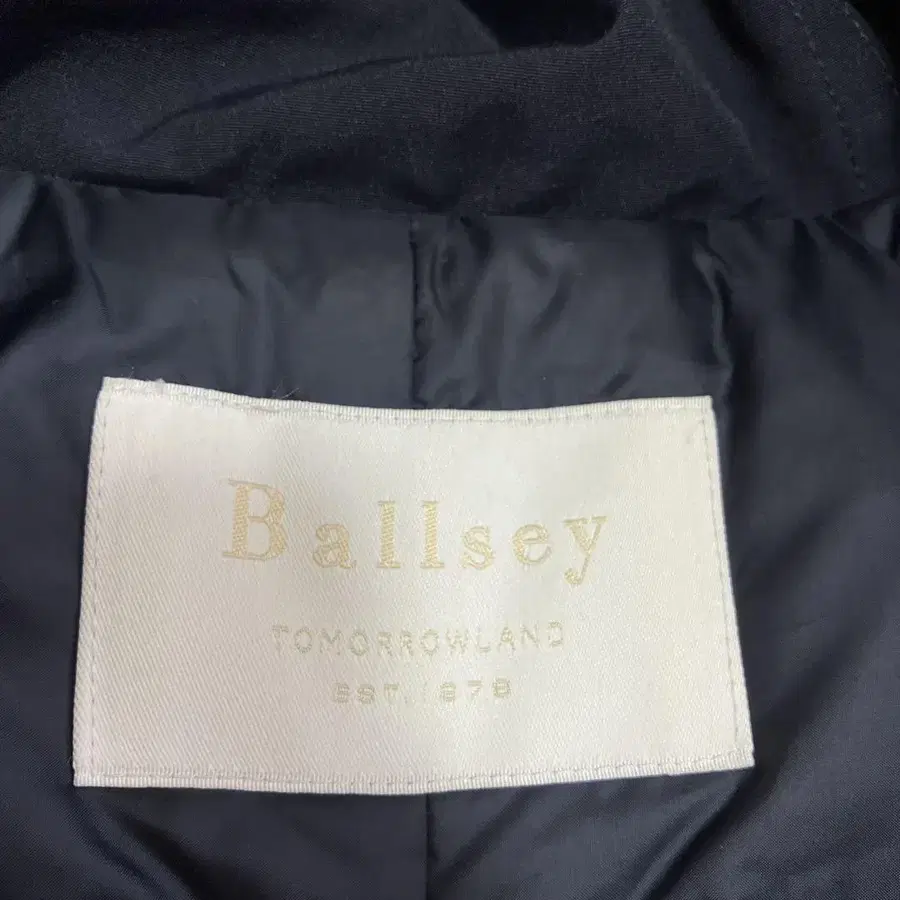 Ballsey
TOMORROWLAND
EST. 1978